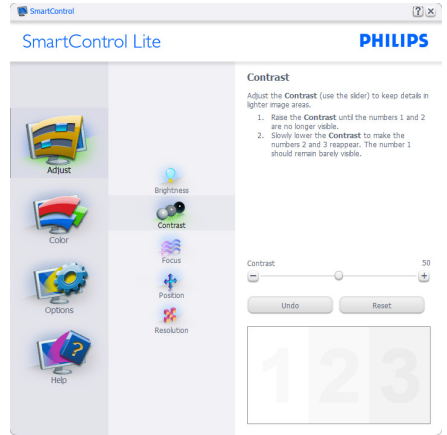 SmartControl
SmartControl Lite
PHILIPS
Adjust
Color
Options
Help
Brightness
Contrast
Focus
Position
Resolution
Contrast
Adjust the Contrast (use the slider) to keep details in
lighter image areas.
1. Raise the Contrast until the numbers 1 and 2
are no longer visible.
2. Slowly lower the Contrast to make the
numbers 2 and 3 reappear. The number 1
should remain barely visible.
Contrast 50
Undo Reset
1 2 3